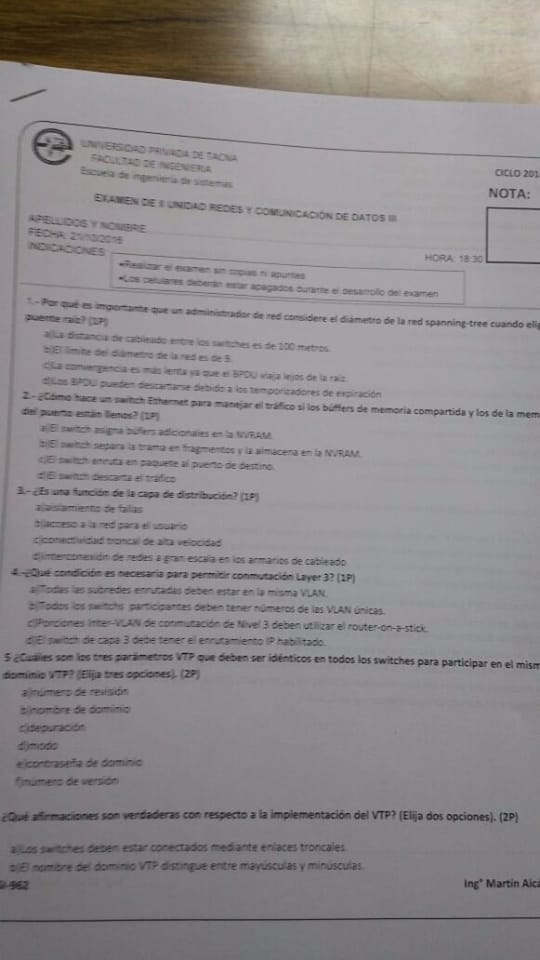 UNIVERSIDAD PRIVADA DE TACNA
FACULTAD DE INGENIERIA
Escuela de ingeniería de sistemas
CICLO 201
EXAMEN DE II UNIDAD REDES Y COMUNICACIÓN DE DATOS III
NOTA:
APELLIDOS Y NOMBRE
FECHA: 21/10/2016
HORA: 18:30
INDICACIONES:
•Realizar el examen sin copias ni apuntes
•Los celulares deberán estar apagados durante el desarrollo del examen
1.- Por qué es importante que un administrador de red considere el diámetro de la red spanning-tree cuando elig
puente raíz? (1P)
a)La distancia de cableado entre los switches es de 100 metros.
b)El límite del diámetro de la red es de 9.
c)La convergencia es más lenta ya que el BPDU viaja lejos de la raíz.
d)Los BPDU pueden descartarse debido a los temporizadores de expiración
2.- ¿Cómo hace un switch Ethernet para manejar el tráfico si los búffers de memoria compartida y los de la mem
del puerto están llenos? (1P)
a)El switch asigna búfers adicionales en la NVRAM.
b)El switch separa la trama en fragmentos y la almacena en la NVRAM.
c)El switch enruta en paquete al puerto de destino.
d)El switch descarta el tráfico
3.- ¿Es una función de la capa de distribución? (1P)
a)aislamiento de fallas
b)acceso a la red para el usuario
c)conectividad troncal de alta velocidad
d)interconexión de redes a gran escala en los armarios de cableado
4.-¿Qué condición es necesaria para permitir conmutación Layer 3? (1P)
a)Todas las subredes enrutadas deben estar en la misma VLAN.
b)Todos los switchs participantes deben tener números de las VLAN únicas.
c)Porciones Inter-VLAN de conmutación de Nivel 3 deben utilizar el router-on-a-stick.
d)El switch de capa 3 debe tener el enrutamiento IP habilitado.
5 ¿Cuáles son los tres parámetros VTP que deben ser idénticos en todos los switches para participar en el mism
dominio VTP? (Elija tres opciones). (2P)
a)número de revisión
b)nombre de dominio
c)depuración
d)modo
e)contraseña de dominio
f)número de versión
¿Qué afirmaciones son verdaderas con respecto a la implementación del VTP? (Elija dos opciones). (2P)
a)Los switches deben estar conectados mediante enlaces troncales.
b)El nombre del dominio VTP distingue entre mayúsculas y minúsculas.
-962
Ing° Martín Alcá